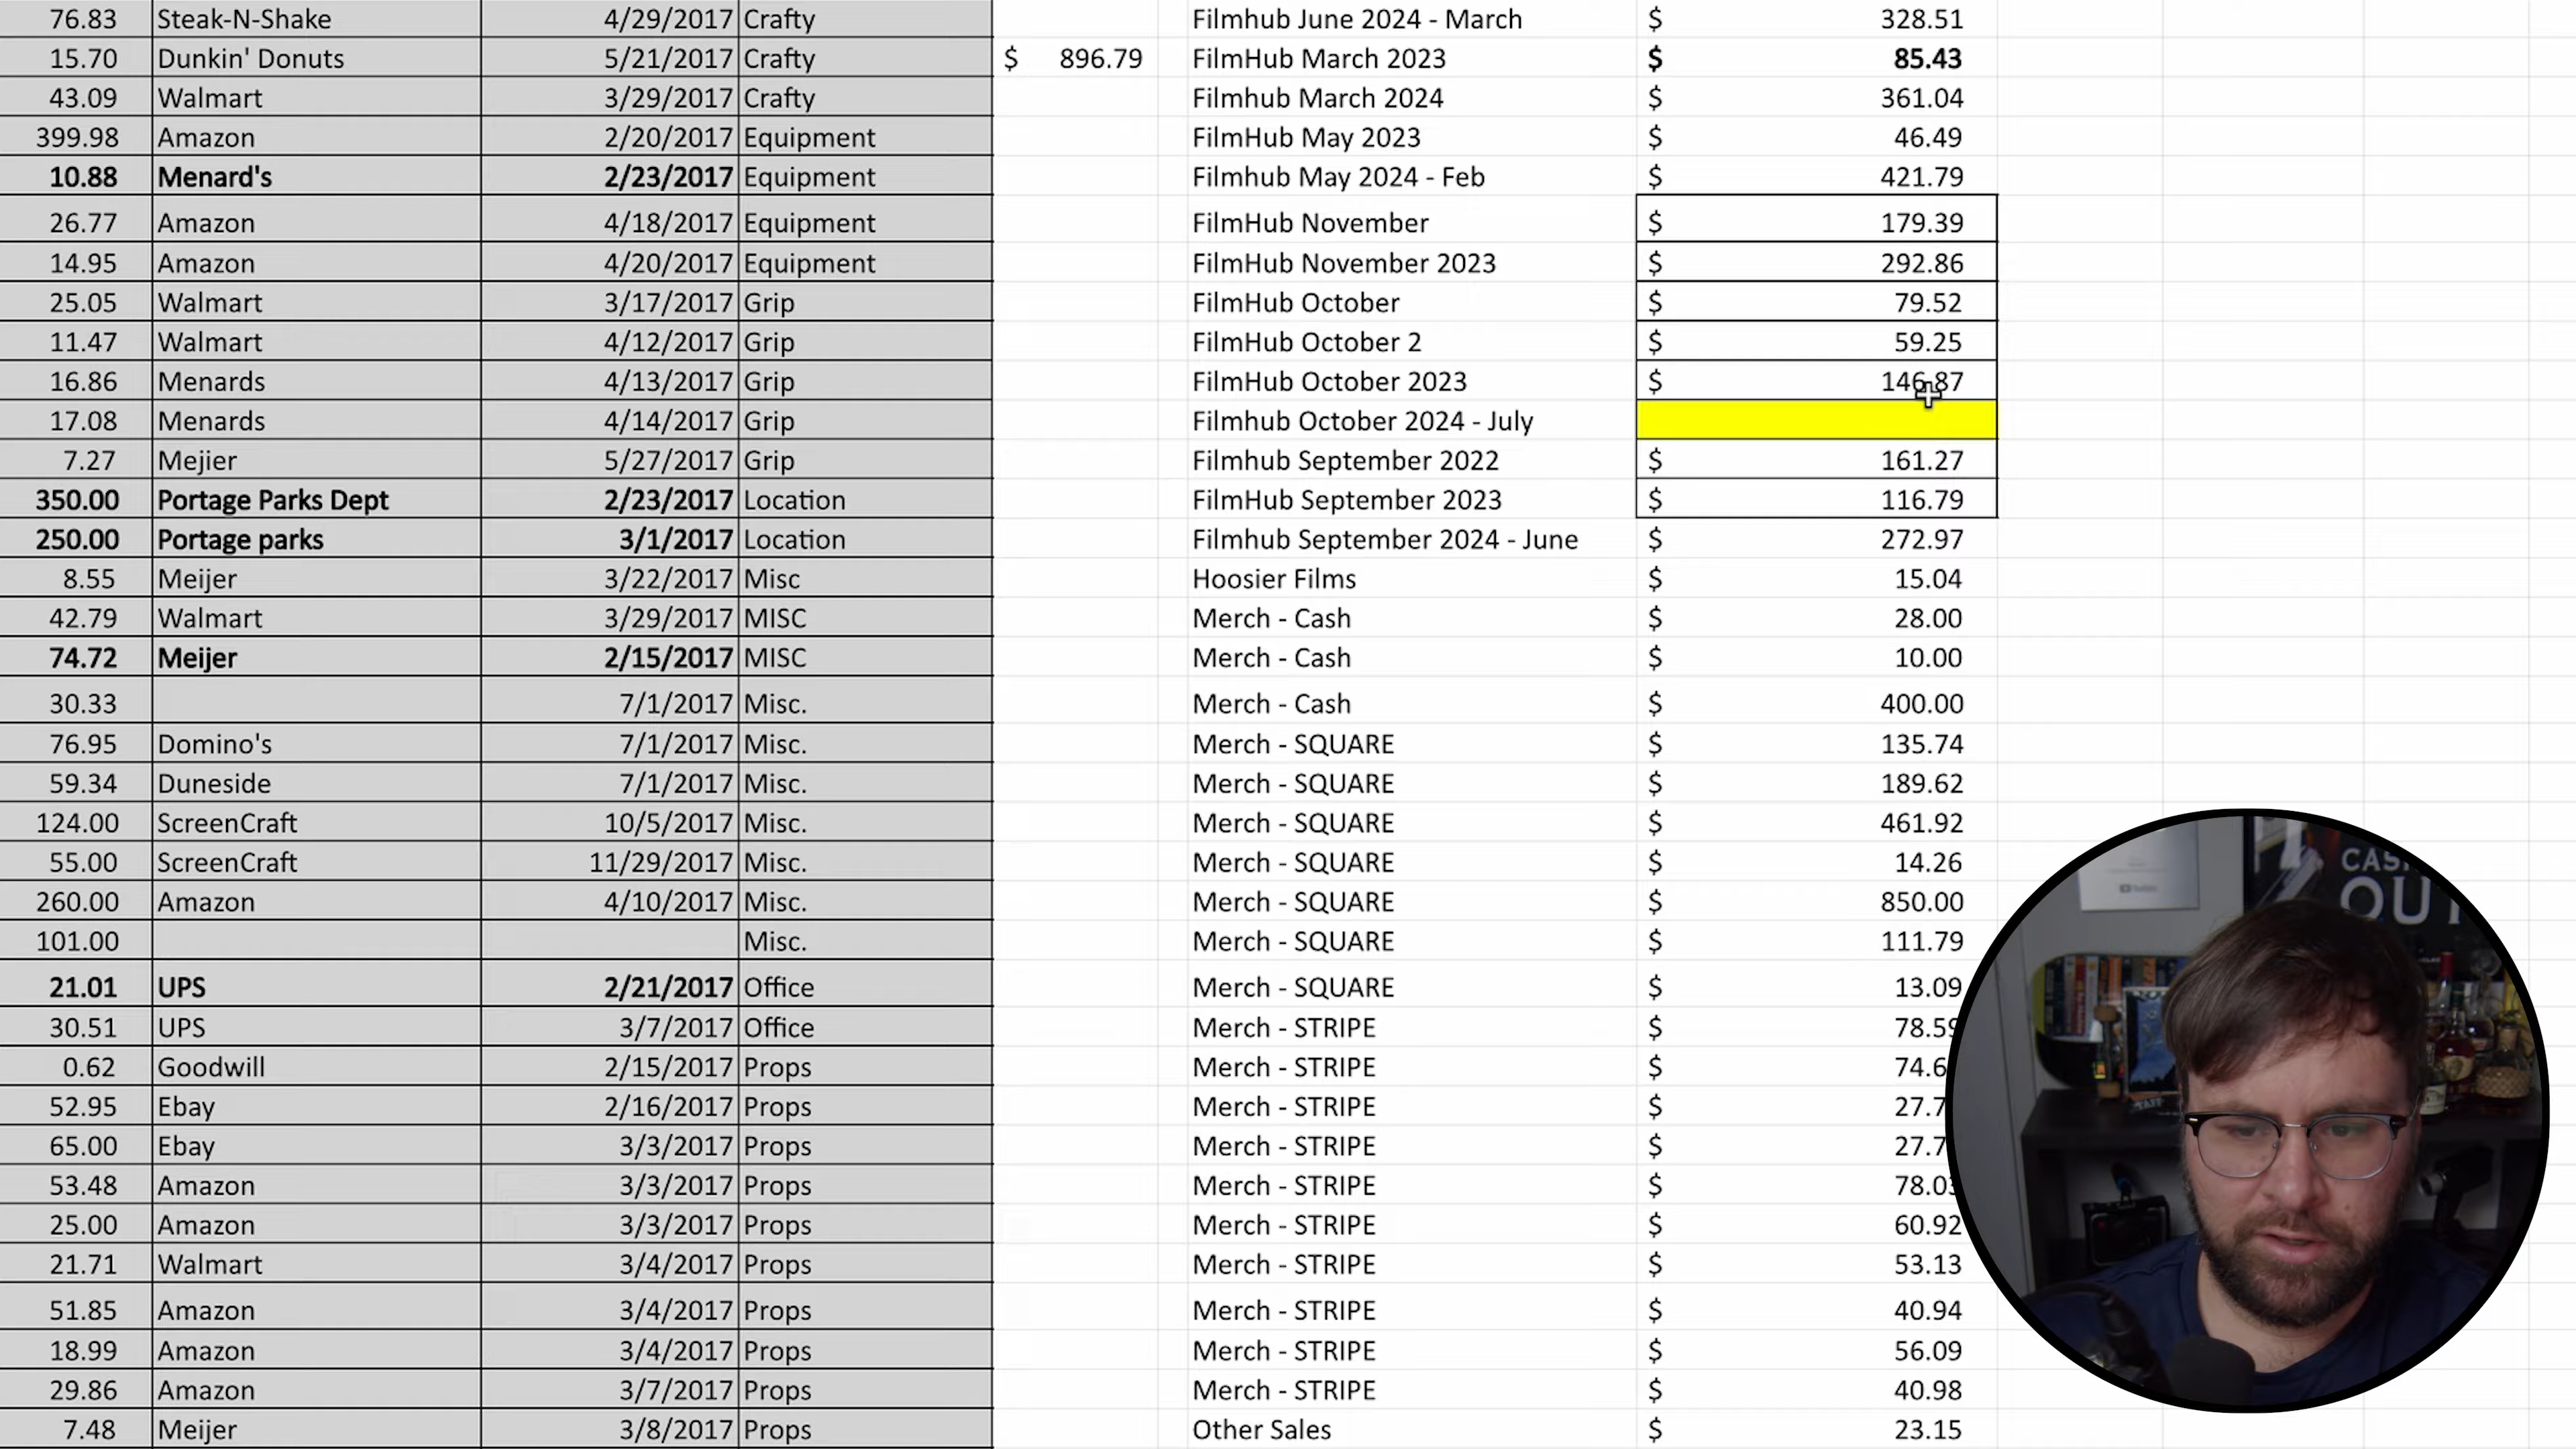 76.83 Steak-N-Shake 4/29/2017 Crafty Filmhub June 2024 - March $ 328.51
15.70 Dunkin' Donuts 5/21/2017 Crafty $ 896.79 FilmHub March 2023 $ 85.43
43.09 Walmart 3/29/2017 Crafty Filmhub March 2024 $ 361.04
399.98 Amazon 2/20/2017 Equipment FilmHub May 2023 $ 46.49
10.88 Menard's 2/23/2017 Equipment Filmhub May 2024 - Feb $ 421.79
26.77 Amazon 4/18/2017 Equipment FilmHub November $ 179.39
14.95 Amazon 4/20/2017 Equipment FilmHub November 2023 $ 292.86
25.05 Walmart 3/17/2017 Grip FilmHub October $ 79.52
11.47 Walmart 4/12/2017 Grip FilmHub October 2 $ 59.25
16.86 Menards 4/13/2017 Grip FilmHub October 2023 $ 146.87
17.08 Menards 4/14/2017 Grip Filmhub October 2024 - July
7.27 Mejier 5/27/2017 Grip Filmhub September 2022 $ 161.27
350.00 Portage Parks Dept 2/23/2017 Location FilmHub September 2023 $ 116.79
250.00 Portage parks 3/1/2017 Location Filmhub September 2024 - June $ 272.97
8.55 Meijer 3/22/2017 Misc Hoosier Films $ 15.04
42.79 Walmart 3/29/2017 MISC Merch - Cash $ 28.00
74.72 Meijer 2/15/2017 MISC Merch - Cash $ 10.00
30.33 7/1/2017 Misc. Merch - Cash $ 400.00
76.95 Domino's 7/1/2017 Misc. Merch - SQUARE $ 135.74
59.34 Duneside 7/1/2017 Misc. Merch - SQUARE $ 189.62
124.00 ScreenCraft 10/5/2017 Misc. Merch - SQUARE $ 461.92
55.00 ScreenCraft 11/29/2017 Misc. Merch - SQUARE $ 14.26
260.00 Amazon 4/10/2017 Misc. Merch - SQUARE $ 850.00
101.00 Misc. Merch - SQUARE $ 111.79
21.01 UPS 2/21/2017 Office Merch - SQUARE $ 13.09
30.51 UPS 3/7/2017 Office Merch - STRIPE $ 78.59
0.62 Goodwill 2/15/2017 Props Merch - STRIPE $ 74.6
52.95 Ebay 2/16/2017 Props Merch - STRIPE $ 27.7
65.00 Ebay 3/3/2017 Props Merch - STRIPE $ 27.7
53.48 Amazon 3/3/2017 Props Merch - STRIPE $ 78.03
25.00 Amazon 3/3/2017 Props Merch - STRIPE $ 60.92
21.71 Walmart 3/4/2017 Props Merch - STRIPE $ 53.13
51.85 Amazon 3/4/2017 Props Merch - STRIPE $ 40.94
18.99 Amazon 3/4/2017 Props Merch - STRIPE $ 56.09
29.86 Amazon 3/7/2017 Props Merch - STRIPE $ 40.98
7.48 Meijer 3/8/2017 Props Other Sales $ 23.15
OUT